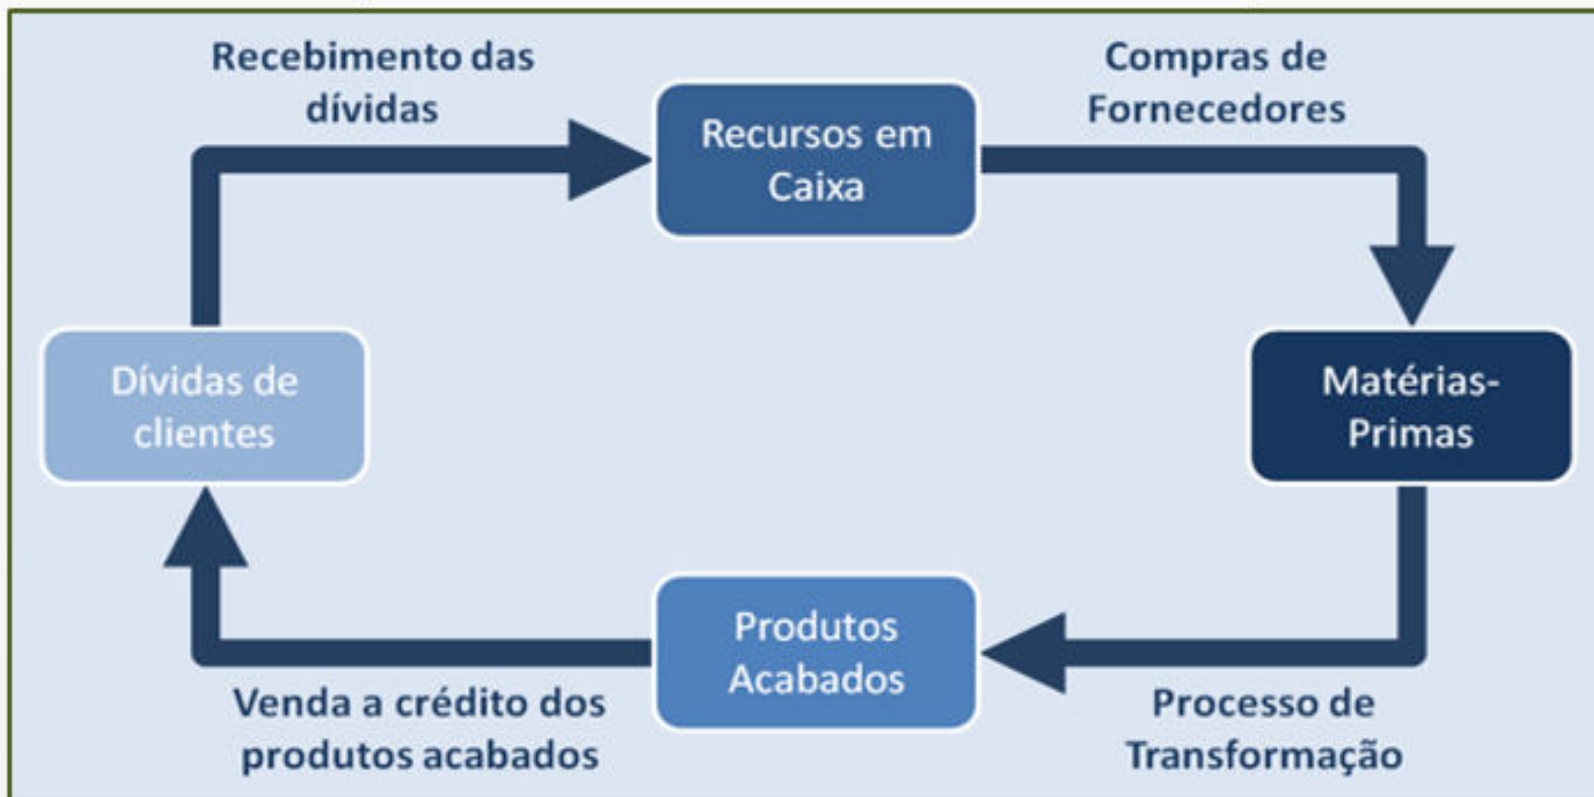 Recebimento das
dívidas
Recursos em
Caixa
Compras de
Fornecedores
Dívidas de
clientes
Matérias-
Primas
Produtos
Acabados
Venda a crédito dos
produtos acabados
Processo de
Transformação